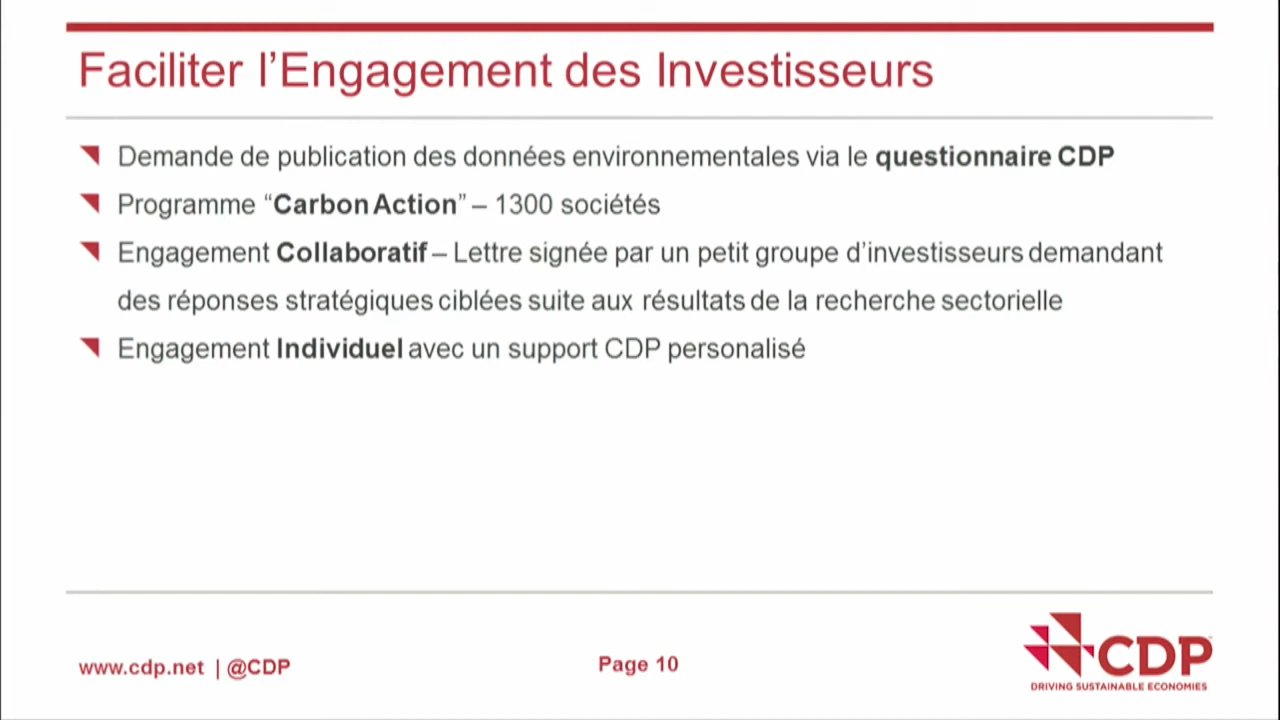 Faciliter l’Engagement des Investisseurs
Demande de publication des données environnementales via le questionnaire CDP
Programme “Carbon Action” – 1300 sociétés
Engagement Collaboratif – Lettre signée par un petit groupe d’investisseurs demandant
des réponses stratégiques ciblées suite aux résultats de la recherche sectorielle
Engagement Individuel avec un support CDP personalisé
www.cdp.net | @CDP
Page 10
CDP
DRIVING SUSTAINABLE ECONOMIES